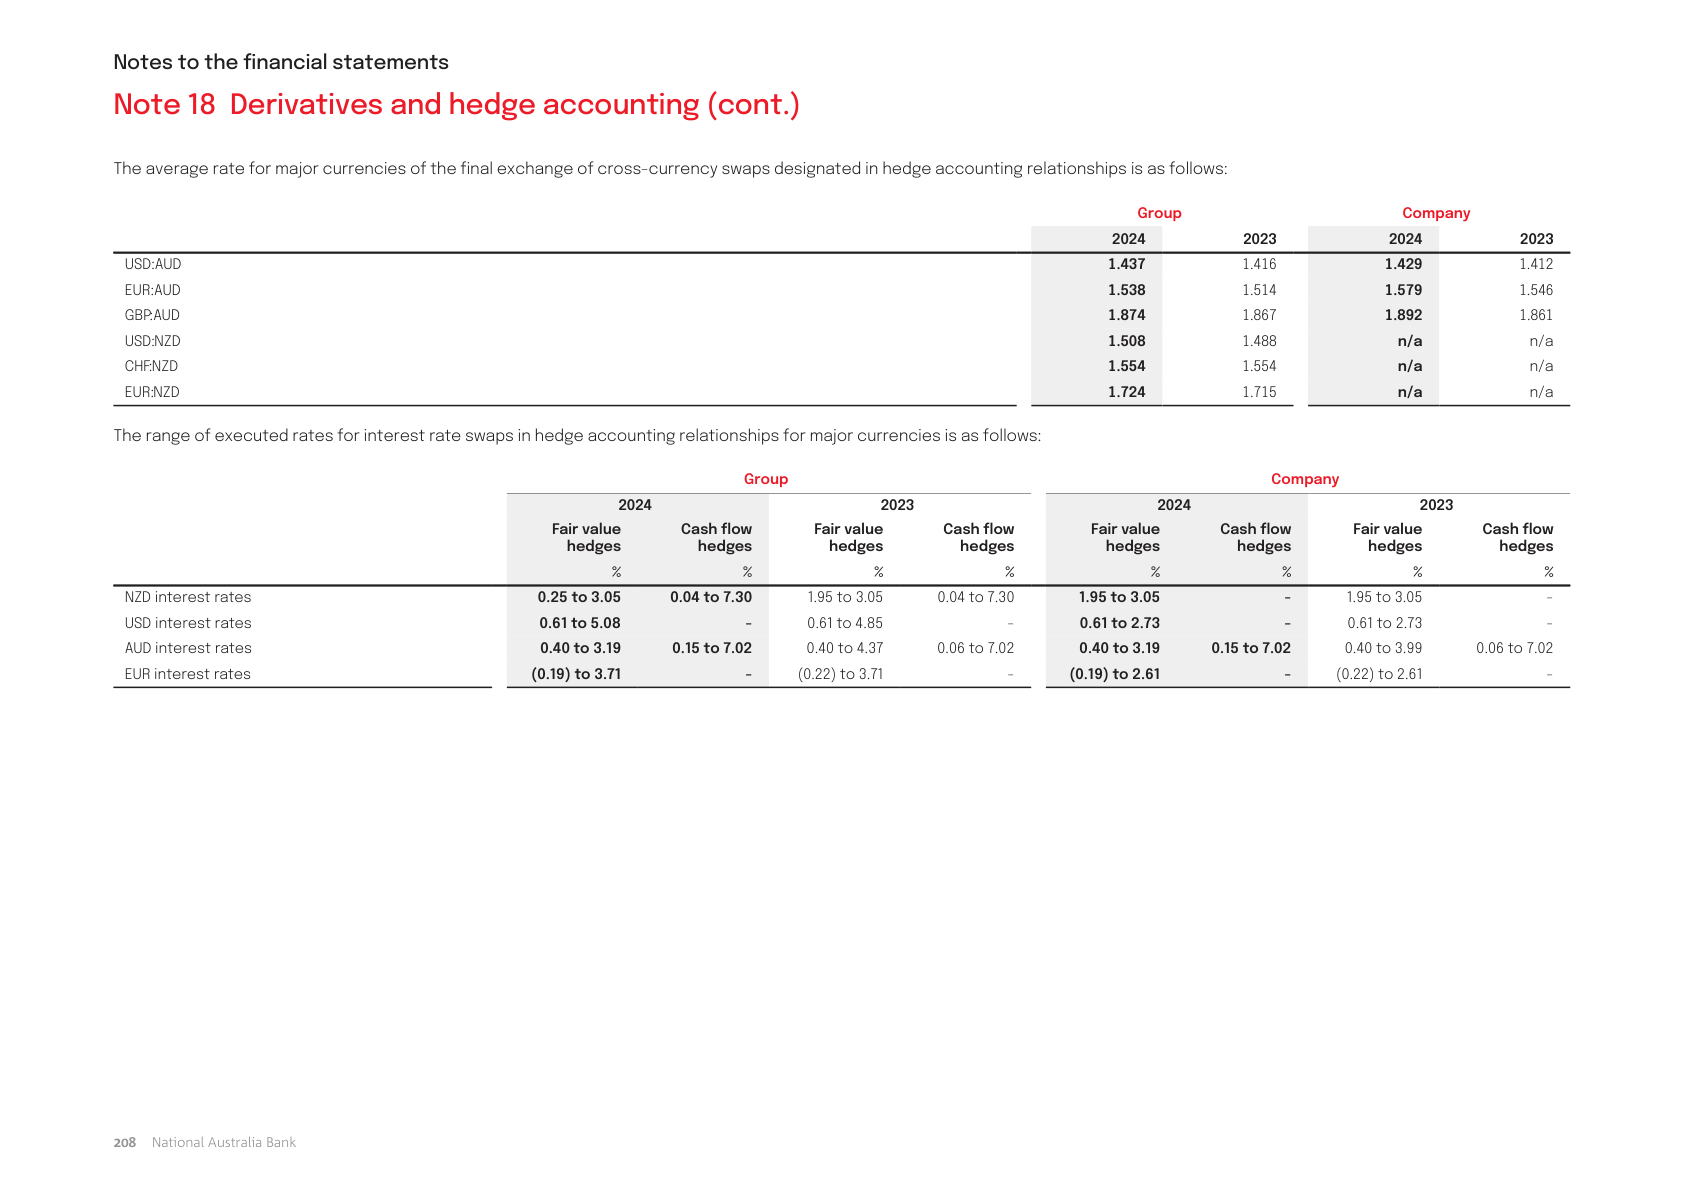 Notes to the financial statements
Note 18 Derivatives and hedge accounting (cont.)
The average rate for major currencies of the final exchange of cross-currency swaps designated in hedge accounting relationships is as follows:
Group Company
2024 2023 2024 2023
USD:AUD 1.437 1.416 1.429 1.412
EUR:AUD 1.538 1.514 1.579 1.546
GBP:AUD 1.874 1.867 1.892 1.861
USD:NZD 1.508 1.488 n/a n/a
CHF:NZD 1.554 1.554 n/a n/a
EUR:NZD 1.724 1.715 n/a n/a
The range of executed rates for interest rate swaps in hedge accounting relationships for major currencies is as follows:
Group Company
2024 2023 2024 2023
Fair value Cash flow Fair value Cash flow Fair value Cash flow Fair value Cash flow
hedges hedges hedges hedges hedges hedges hedges hedges
% % % % % % % %
NZD interest rates 0.25 to 3.05 0.04 to 7.30 1.95 to 3.05 0.04 to 7.30 1.95 to 3.05 – 1.95 to 3.05 –
USD interest rates 0.61 to 5.08 – 0.61 to 4.85 – 0.61 to 2.73 – 0.61 to 2.73 –
AUD interest rates 0.40 to 3.19 0.15 to 7.02 0.40 to 4.37 0.06 to 7.02 0.40 to 3.19 0.15 to 7.02 0.40 to 3.99 0.06 to 7.02
EUR interest rates (0.19) to 3.71 – (0.22) to 3.71 – (0.19) to 2.61 – (0.22) to 2.61 –
208 National Australia Bank